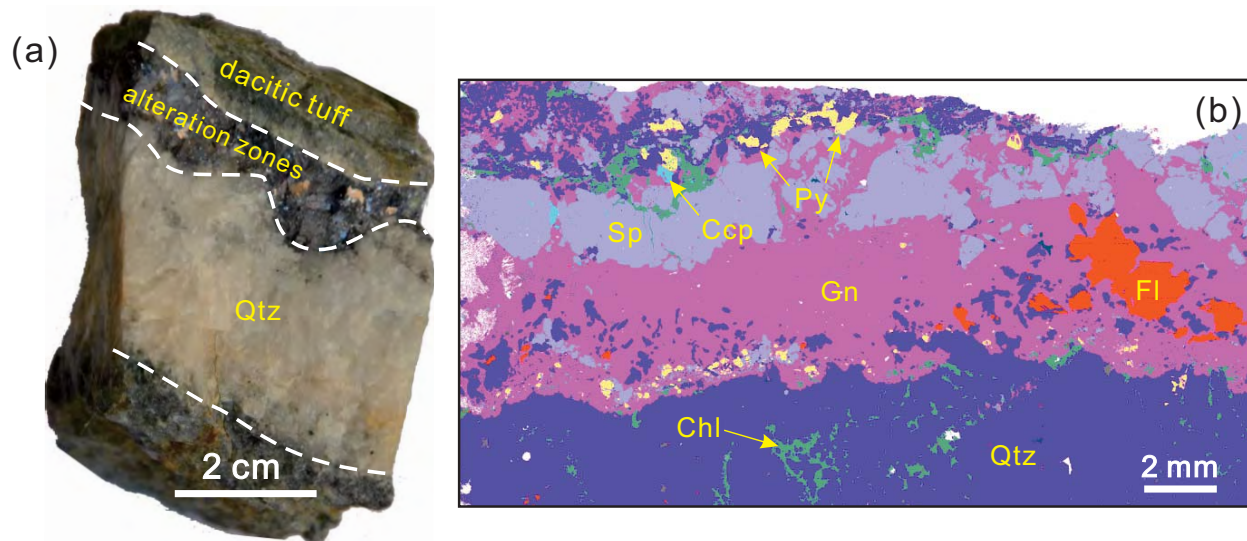 (a)
dacitic tuff
alteration zones
Qtz
2 cm
(b)
Py
Sp
Ccp
Gn
Fl
Chl
Qtz
2 mm